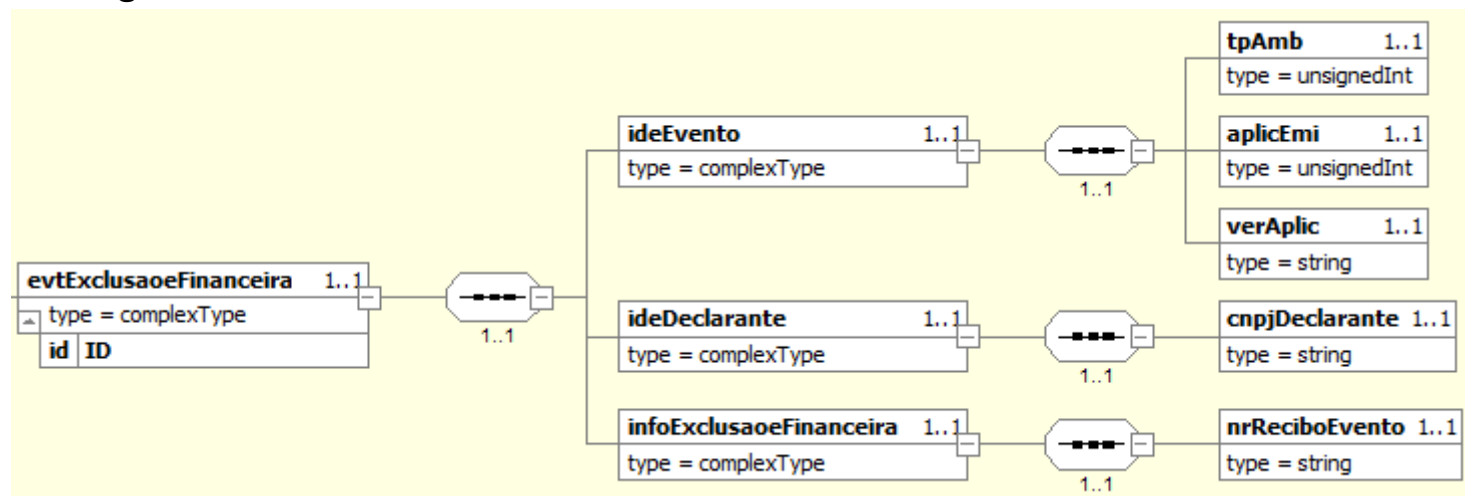 tpAmb 1..1
type = unsignedInt
ideEvento 1..1
type = complexType
1..1
aplicEmi 1..1
type = unsignedInt
verAplic 1..1
type = string
evtExclusaoeFinanceira 1..1
type = complexType
id ID
1..1
ideDeclarante 1..1
type = complexType
1..1
cnpjDeclarante 1..1
type = string
infoExclusaoeFinanceira 1..1
type = complexType
1..1
nrReciboEvento 1..1
type = string